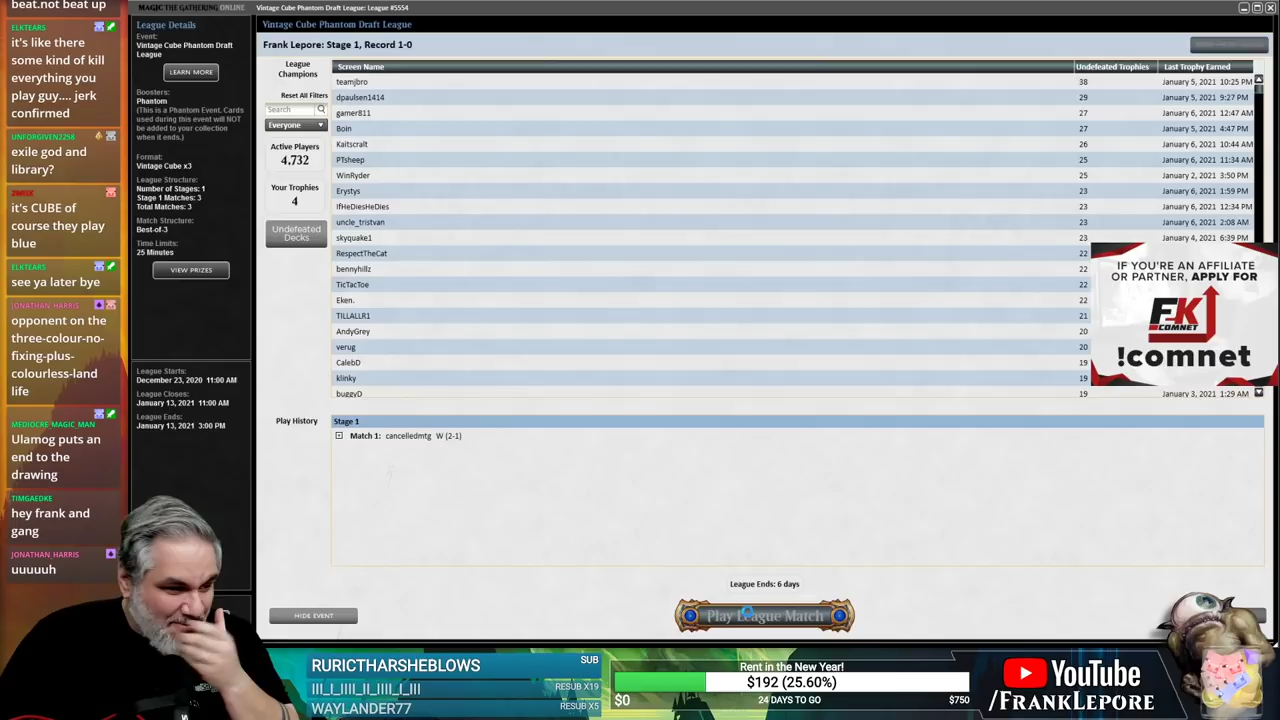 beat.not beat up
ELKTEARS
it's like there
some kind of kill
everything you
play guy.... jerk
confirmed
UNFORGIVEN2258
exile god and
library?
2WEEK
it's CUBE of
course they play
blue
ELKTEARS
see ya later bye
JONATHAN_HARRIS
opponent on the
three-colour-no-
fixing-plus-
colourless-land
life
MEDIOCRE_MAGIC_MAN
Ulamog puts an
end to the
drawing
TIMGAEDKE
hey frank and
gang
JONATHAN_HARRIS
uuuuuh
MAGIC THE GATHERING ONLINE
Vintage Cube Phantom Draft League: League #5554
League Details
Event:
Vintage Cube Phantom Draft
League
LEARN MORE
Boosters:
Phantom
(This is a Phantom Event. Cards
used during this event will NOT
be added to your collection
when it ends.)
Format:
Vintage Cube x3
League Structure:
Number of Stages: 1
Stage 1 Matches: 3
Total Matches: 3
Match Structure:
Best-of-3
Time Limits:
25 Minutes
VIEW PRIZES
League Starts:
December 23, 2020 11:00 AM
League Closes:
January 13, 2021 11:00 AM
League Ends:
January 13, 2021 3:00 PM
Vintage Cube Phantom Draft League
Frank Lepore: Stage 1, Record 1-0
League
Champions
Reset All Filters
Search
Everyone
Active Players
4,732
Your Trophies
4
Undefeated
Decks
Screen Name Undefeated Trophies Last Trophy Earned
teamjbro 38 January 5, 2021 10:25 PM
dpaulsen1414 29 January 5, 2021 9:27 PM
gamer811 27 January 6, 2021 12:47 AM
Boin 27 January 5, 2021 4:47 PM
Kaitscralt 26 January 6, 2021 10:44 AM
PTsheep 25 January 6, 2021 11:34 AM
WinRyder 25 January 2, 2021 3:50 PM
Erystys 23 January 6, 2021 1:59 PM
IfHeDiesHeDies 23 January 6, 2021 12:34 PM
uncle_tristvan 23 January 6, 2021 2:08 AM
skyquake1 23 January 4, 2021 6:39 PM
RespectTheCat 22
bennyhillz 22
TicTacToe 22
Eken. 22
TILLALLR1 21
AndyGrey 20
verug 20
CalebD 19
klinky 19
buggyD 19 January 3, 2021 1:29 AM
IF YOU'RE AN AFFILIATE
OR PARTNER, APPLY FOR
FK
.COMNET
!comnet
Play History
Stage 1
Match 1: cancelledmtg W (2-1)
League Ends: 6 days
HIDE EVENT
Play League Match
RURICTHARSHEBLOWS SUB
lll_l_llll_ll_llll_l_lll RESUB X19
WAYLANDER77 RESUB X5
Rent in the New Year!
$192 (25.60%)
$0 24 DAYS TO GO $750
YouTube
/FRANKLEPORE